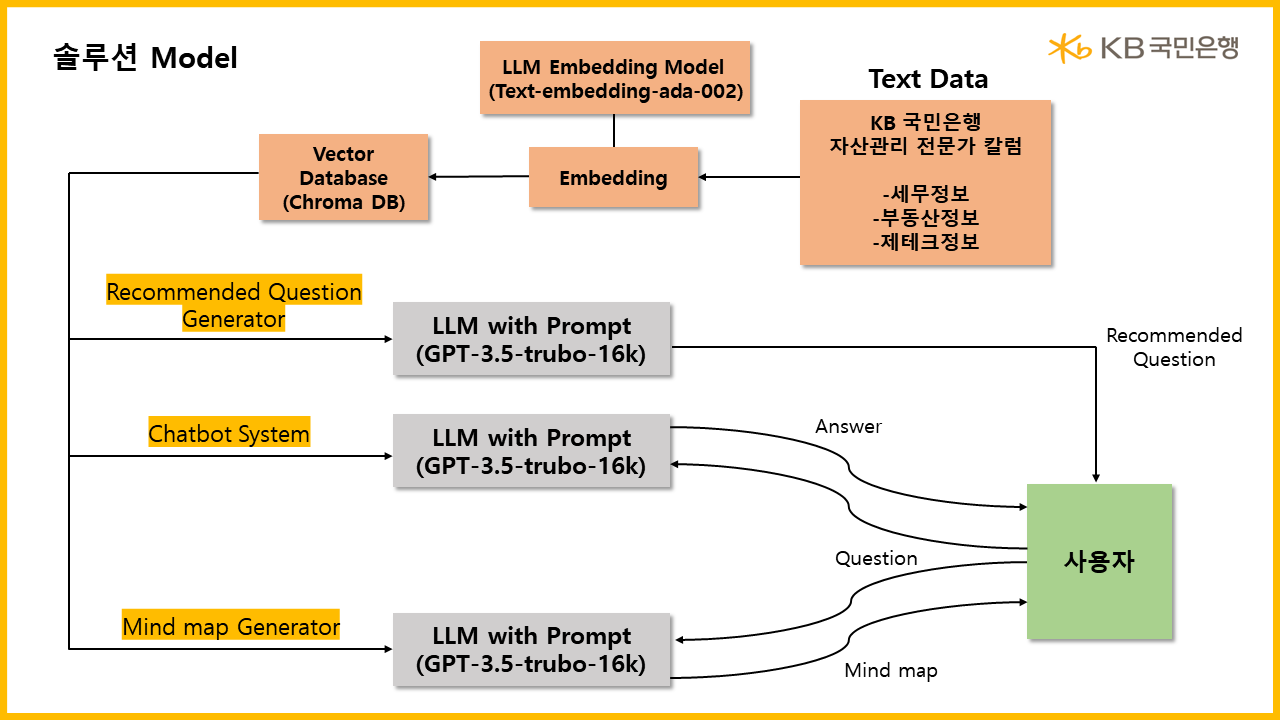 솔루션 Model
KB국민은행
LLM Embedding Model
(Text-embedding-ada-002)
Text Data
KB 국민은행
자산관리 전문가 칼럼
-세무정보
-부동산정보
-제테크정보
Embedding
Vector
Database
(Chroma DB)
Recommended Question
Generator
LLM with Prompt
(GPT-3.5-trubo-16k)
Recommended
Question
Chatbot System
LLM with Prompt
(GPT-3.5-trubo-16k)
Answer
Question
사용자
Mind map Generator
LLM with Prompt
(GPT-3.5-trubo-16k)
Mind map